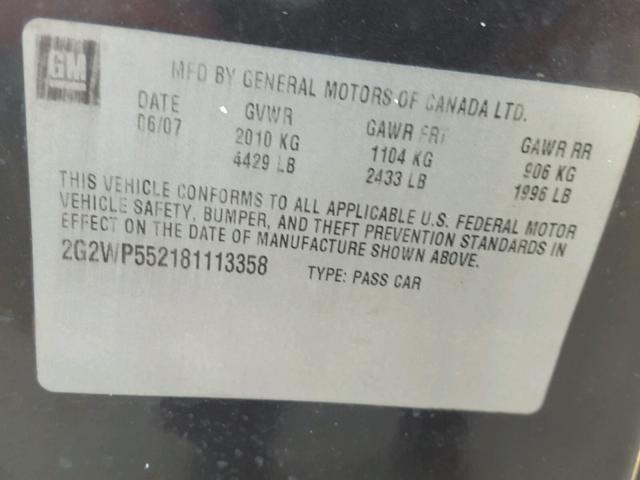 GM
MFD BY GENERAL MOTORS OF CANADA LTD.
DATE GVWR GAWR FRT GAWR RR
06/07 2010 KG 1104 KG 906 KG
4429 LB 2433 LB 1996 LB
THIS VEHICLE CONFORMS TO ALL APPLICABLE U.S. FEDERAL MOTOR
VEHICLE SAFETY, BUMPER, AND THEFT PREVENTION STANDARDS IN
EFFECT ON THE DATE OF MANUFACTURE SHOWN ABOVE.
2G2WP552181113358 TYPE: PASS CAR